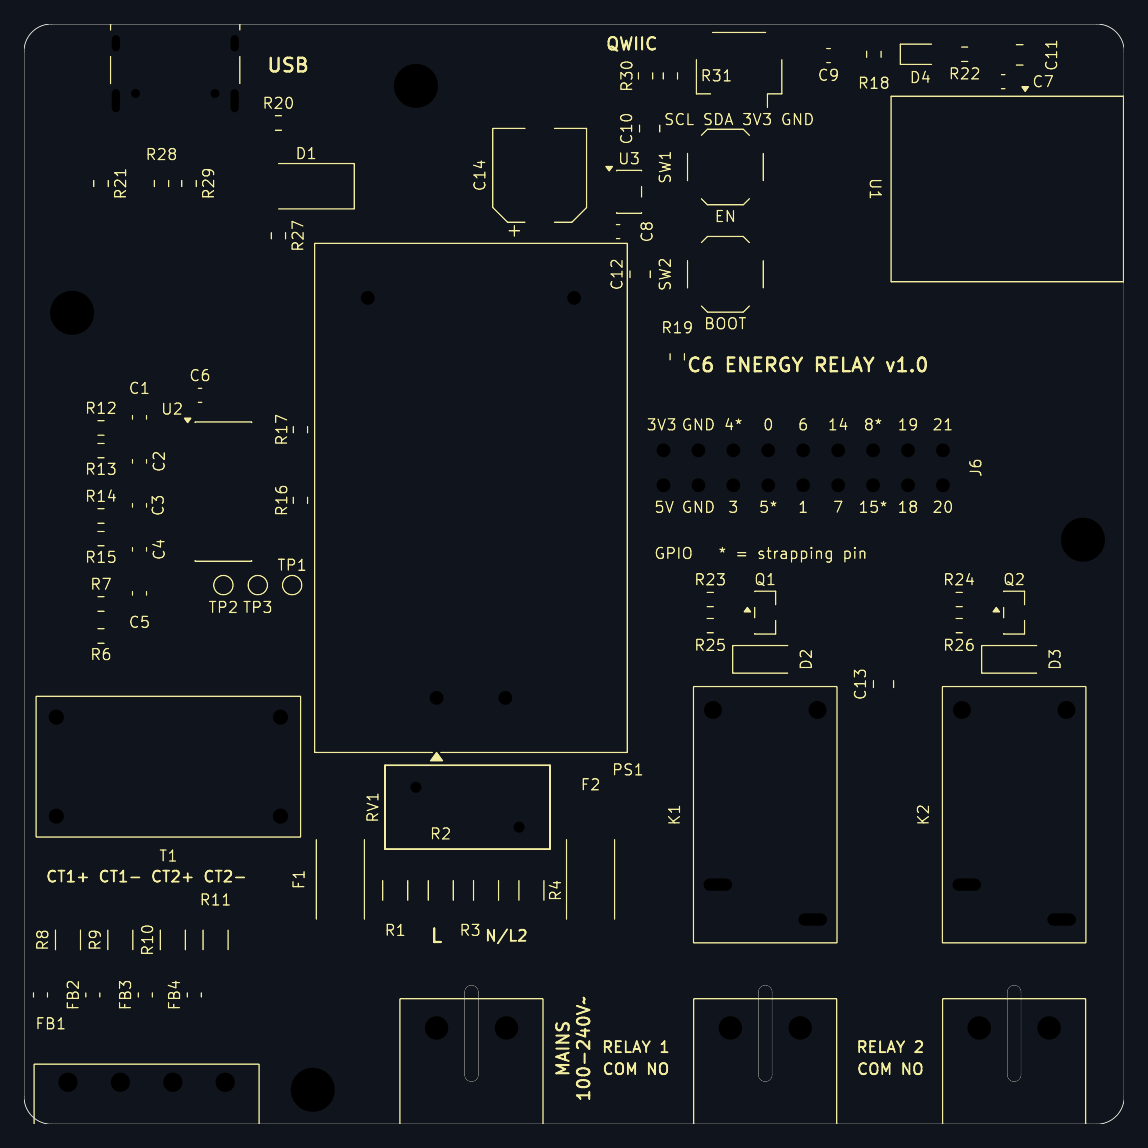 QWIIC
USB
R30
R31
C9
R18
D4
R22
C11
C7
R20
SCL SDA 3V3 GND
C10
R28
D1
U3
SW1
C14
R21
R29
U1
EN
+
C8
R27
C12
SW2
BOOT
R19
C6 ENERGY RELAY v1.0
C6
C1
R12
U2
3V3 GND 4* 0 6 14 8* 19 21
R17
C2
R13
J6
R14
C3
R16
5V GND 3 5* 1 7 15* 18 20
C4
R15
GPIO * = strapping pin
TP1
R7
R23
Q1
R24
Q2
TP2
TP3
C5
R6
R25
D2
R26
D3
C13
PS1
F2
RV1
K1
K2
R2
T1
CT1+ CT1- CT2+ CT2-
F1
R4
R11
R8
R9
R10
R1
L
R3
N/L2
FB1
FB2
FB3
FB4
MAINS
100-240V~
RELAY 1
COM NO
RELAY 2
COM NO